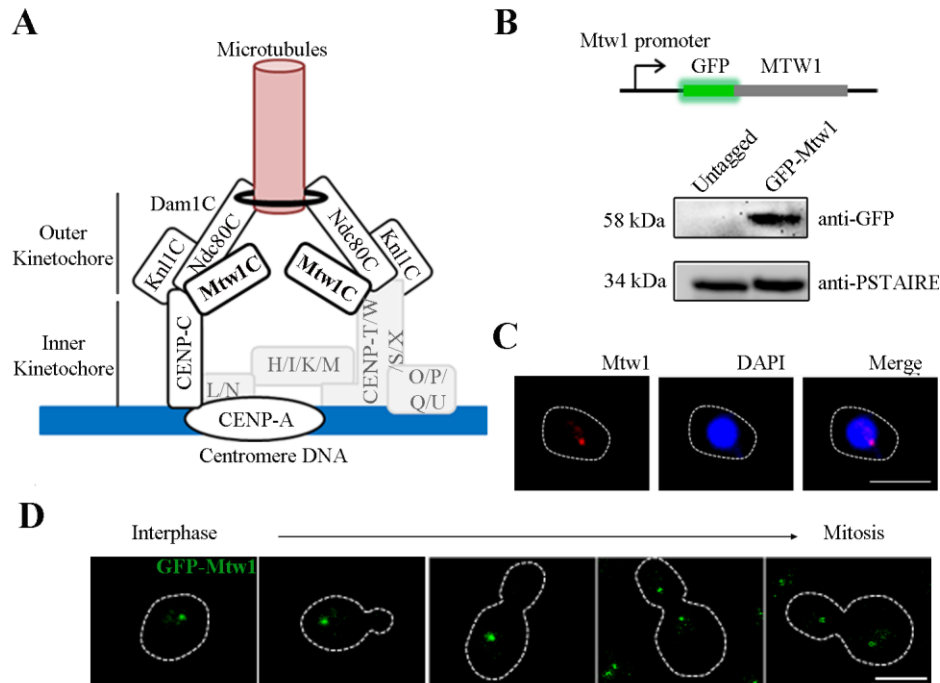 A
Microtubules
Dam1C
Outer
Kinetochore
Knl1C
Ndc80C
Mtw1C
Mtw1C
Ndc80C
Knl1C
Inner
Kinetochore
CENP-C
L/N
H/I/K/M
CENP-T/W
/S/X
O/P/
Q/U
CENP-A
Centromere DNA
B
Mtw1 promoter
GFP
MTW1
Untagged
GFP-Mtw1
58 kDa
anti-GFP
34 kDa
anti-PSTAIRE
C
Mtw1
DAPI
Merge
D
Interphase
Mitosis
GFP-Mtw1